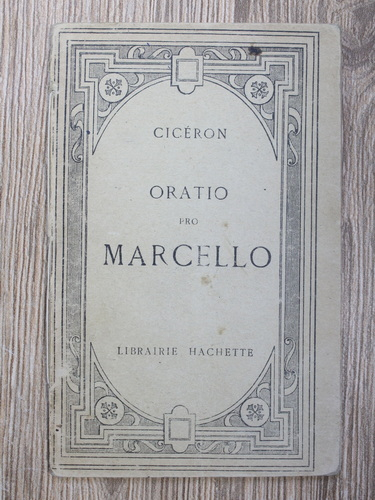 CICÉRON
ORATIO
PRO
MARCELLO
LIBRAIRIE HACHETTE